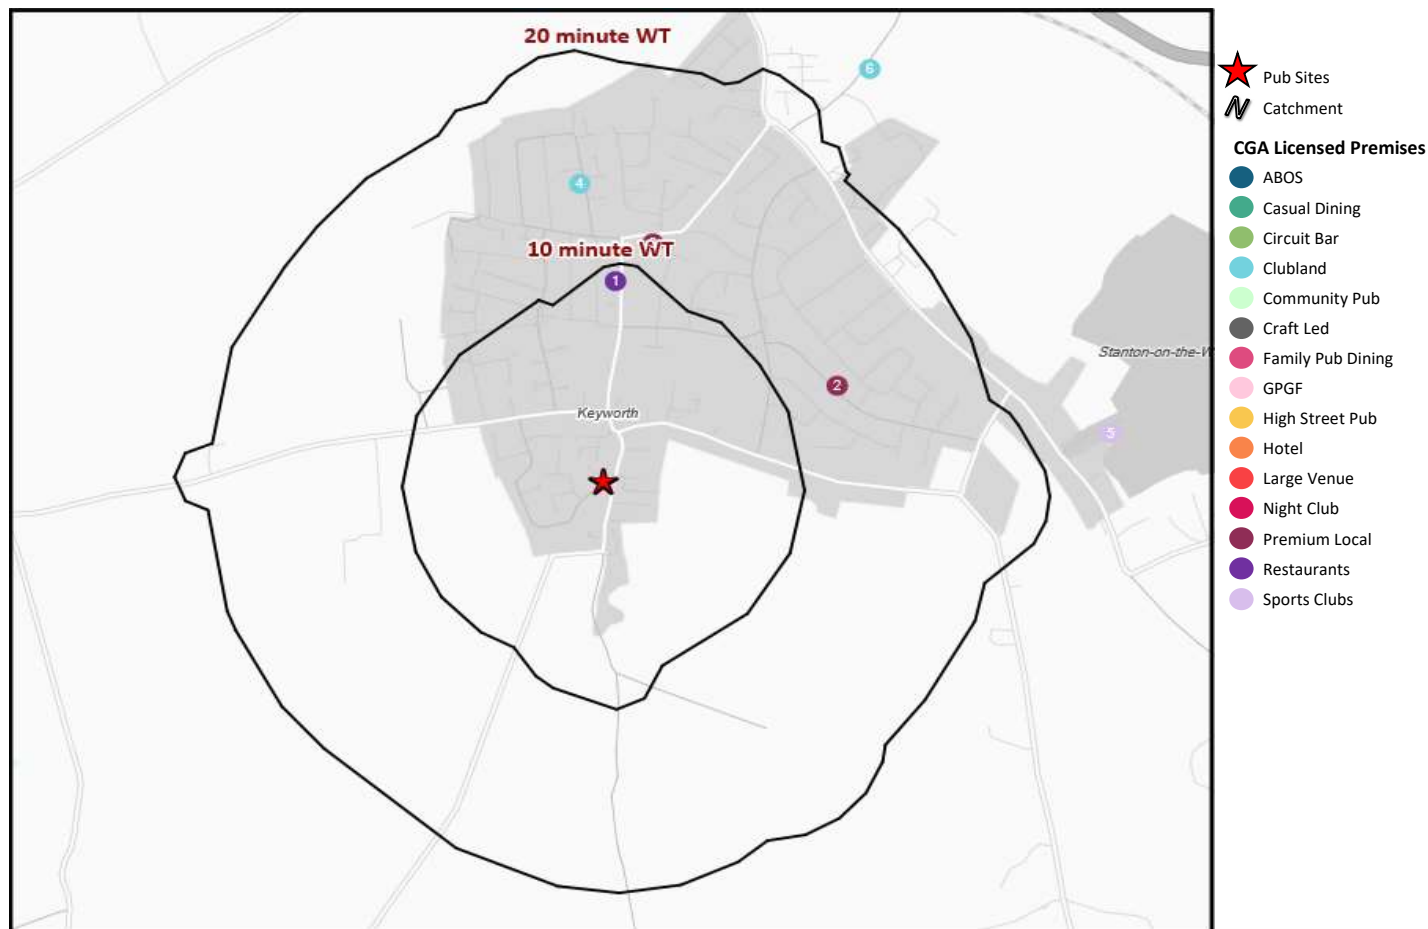 20 minute WT
6
4
10 minute WT
1
Stanton-on-the-W
2
Keyworth
5
Pub Sites
Catchment
CGA Licensed Premises
ABOS
Casual Dining
Circuit Bar
Clubland
Community Pub
Craft Led
Family Pub Dining
GPGF
High Street Pub
Hotel
Large Venue
Night Club
Premium Local
Restaurants
Sports Clubs